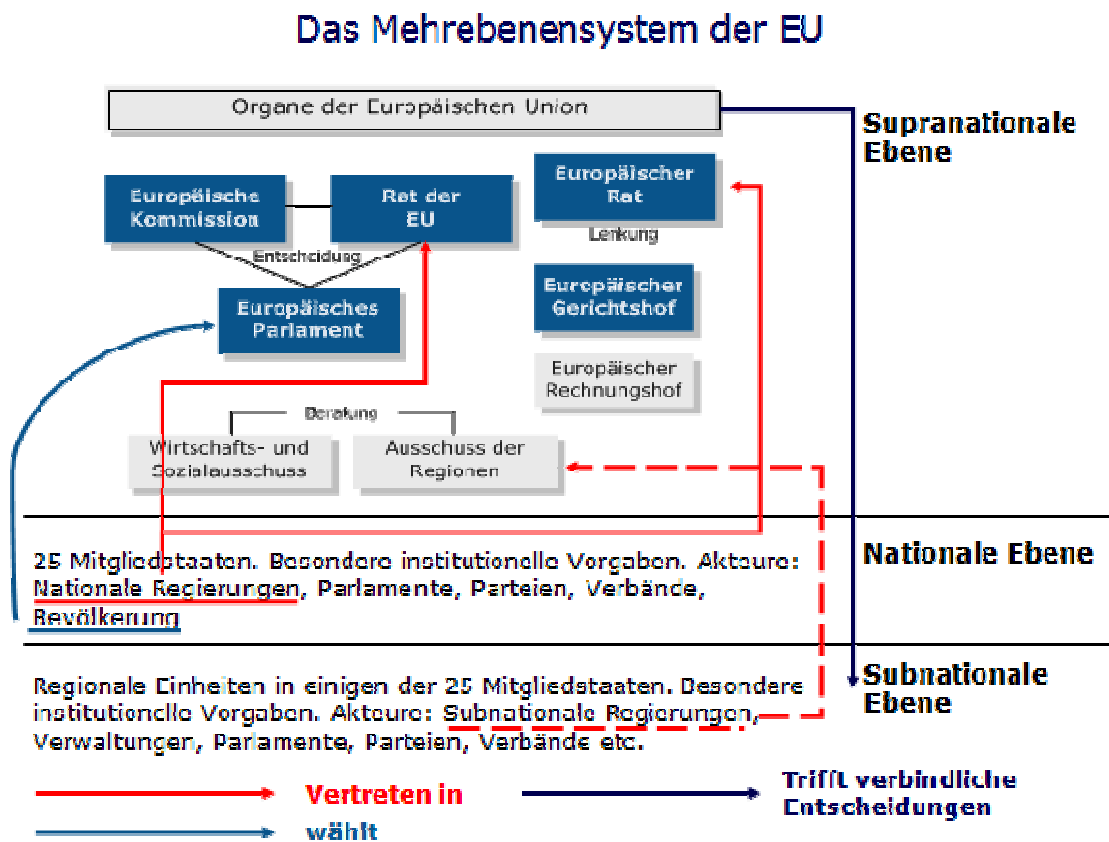 Das Mehrebenensystem der EU
Organe der Europäischen Union
Supranationale
Ebene
Europäische
Kommission
Rat der
EU
Europäischer
Rat
Lenkung
Entscheidung
Europäisches
Parlament
Europäischer
Gerichtshof
Europäischer
Rechnungshof
Beratung
Wirtschafts- und
Sozialausschuss
Ausschuss der
Regionen
25 Mitgliedstaaten. Besondere institutionelle Vorgaben. Akteure:
Nationale Regierungen, Parlamente, Parteien, Verbände,
Bevölkerung
Nationale Ebene
Regionale Einheiten in einigen der 25 Mitgliedstaaten. Besondere
institutionelle Vorgaben. Akteure: Subnationale Regierungen,
Verwaltungen, Parlamente, Parteien, Verbände etc.
Subnationale
Ebene
Vertreten in
wählt
Trifft verbindliche
Entscheidungen